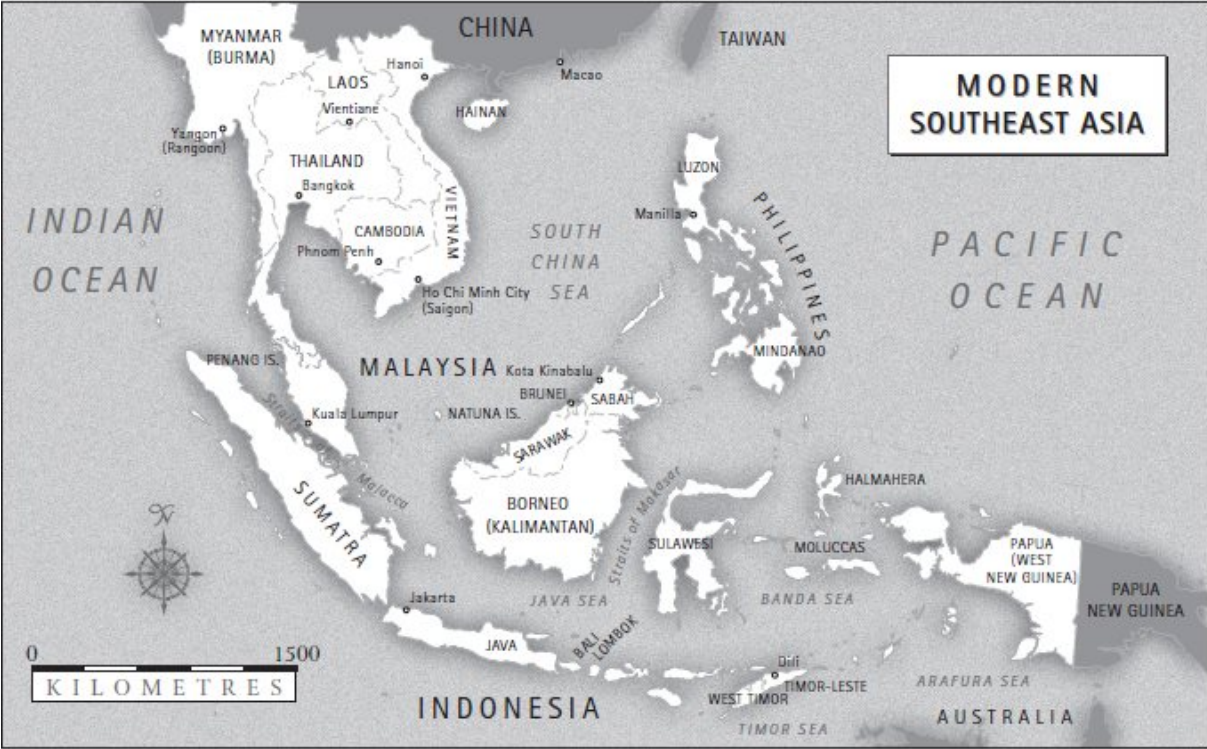 MYANMAR
(BURMA)
CHINA
TAIWAN
MODERN
SOUTHEAST ASIA
LAOS
Hanoi
Macao
Vientiane
HAINAN
Yangon
(Rangoon)
THAILAND
Bangkok
LUZON
VIETNAM
INDIAN
OCEAN
CAMBODIA
Phnom Penh
SOUTH
CHINA
SEA
Manilla
PHILIPPINES
PACIFIC
OCEAN
Ho Chi Minh City
(Saigon)
PENANG IS.
MALAYSIA
Kota Kinabalu
MINDANAO
BRUNEI
SABAH
Kuala Lumpur
NATUNA IS.
Straits of Malacca
SARAWAK
SUMATRA
BORNEO
(KALIMANTAN)
Straits of Makasar
HALMAHERA
SULAWESI
MOLUCCAS
PAPUA
(WEST
NEW GUINEA)
PAPUA
NEW GUINEA
N
Jakarta
JAVA SEA
BANDA SEA
JAVA
BALI
LOMBOK
0 1500
KILOMETRES
Dili
WEST TIMOR
TIMOR-LESTE
ARAFURA SEA
INDONESIA
TIMOR SEA
AUSTRALIA